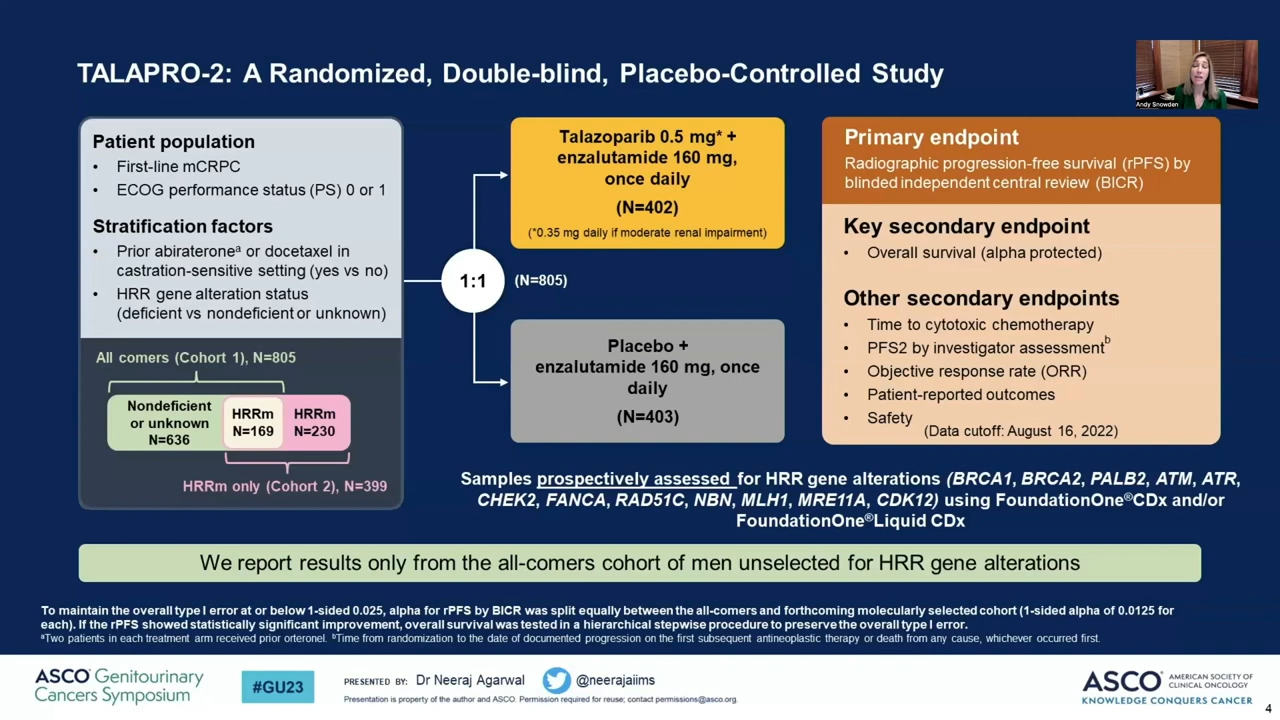 TALAPRO-2: A Randomized, Double-blind, Placebo-Controlled Study
Andy Snowden
Patient population
• First-line mCRPC
• ECOG performance status (PS) 0 or 1
Stratification factors
• Prior abirateroneᵃ or docetaxel in
castration-sensitive setting (yes vs no)
• HRR gene alteration status
(deficient vs nondeficient or unknown)
All comers (Cohort 1), N=805
Nondeficient
or unknown
N=636
HRRm
N=169
HRRm
N=230
HRRm only (Cohort 2), N=399
1:1
(N=805)
Talazoparib 0.5 mg* +
enzalutamide 160 mg,
once daily
(N=402)
(*0.35 mg daily if moderate renal impairment)
Placebo +
enzalutamide 160 mg, once
daily
(N=403)
Primary endpoint
Radiographic progression-free survival (rPFS) by
blinded independent central review (BICR)
Key secondary endpoint
• Overall survival (alpha protected)
Other secondary endpoints
• Time to cytotoxic chemotherapy
• PFS2 by investigator assessmentᵇ
• Objective response rate (ORR)
• Patient-reported outcomes
• Safety
(Data cutoff: August 16, 2022)
Samples prospectively assessed for HRR gene alterations (BRCA1, BRCA2, PALB2, ATM, ATR,
CHEK2, FANCA, RAD51C, NBN, MLH1, MRE11A, CDK12) using FoundationOne®CDx and/or
FoundationOne®Liquid CDx
We report results only from the all-comers cohort of men unselected for HRR gene alterations
To maintain the overall type I error at or below 1-sided 0.025, alpha for rPFS by BICR was split equally between the all-comers and forthcoming molecularly selected cohort (1-sided alpha of 0.0125 for
each). If the rPFS showed statistically significant improvement, overall survival was tested in a hierarchical stepwise procedure to preserve the overall type I error.
ᵃTwo patients in each treatment arm received prior orteronel. ᵇTime from randomization to the date of documented progression on the first subsequent antineoplastic therapy or death from any cause, whichever occurred first.
ASCO® Genitourinary
Cancers Symposium
#GU23
PRESENTED BY: Dr Neeraj Agarwal @neerajaiims
Presentation is property of the author and ASCO. Permission required for reuse; contact permissions@asco.org.
ASCO® AMERICAN SOCIETY OF
CLINICAL ONCOLOGY
KNOWLEDGE CONQUERS CANCER
4